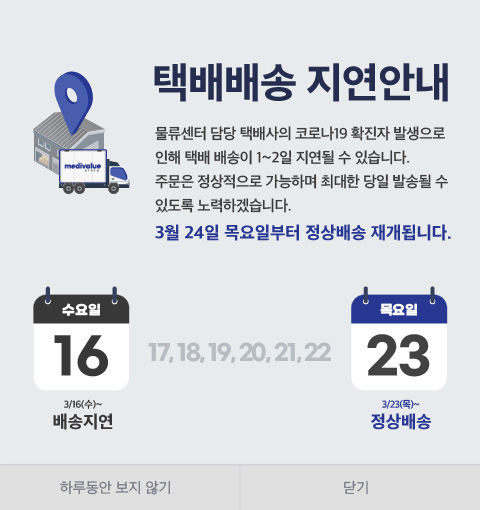 택배배송 지연안내
물류센터 담당 택배사의 코로나19 확진자 발생으로
인해 택배 배송이 1~2일 지연될 수 있습니다.
주문은 정상적으로 가능하며 최대한 당일 발송될 수
있도록 노력하겠습니다.
3월 24일 목요일부터 정상배송 재개됩니다.
medivalue
store
수요일
16
17, 18, 19, 20, 21, 22
목요일
23
3/16(수)~
배송지연
3/23(목)~
정상배송
하루동안 보지 않기
닫기